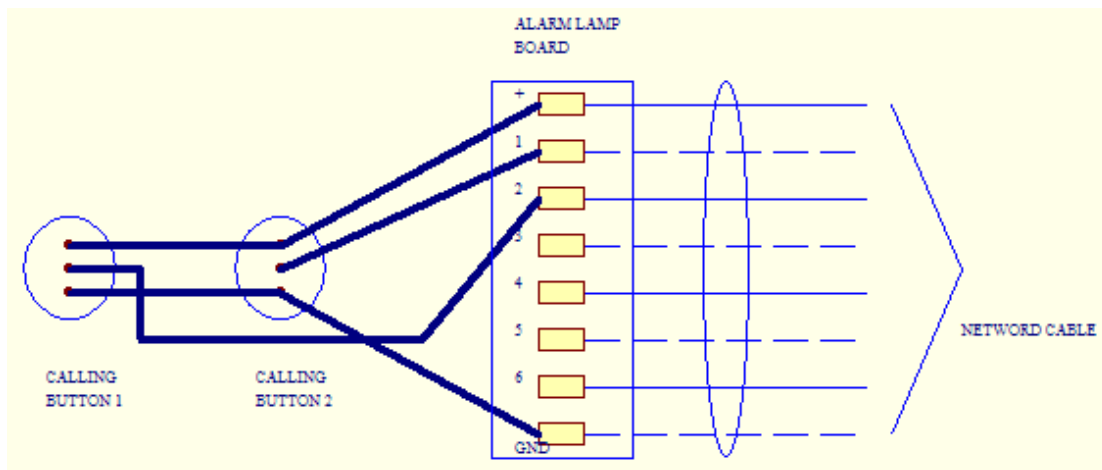 ALARM LAMP
BOARD
+
1
2
3
4
5
6
GND
CALLING
BUTTON 1
CALLING
BUTTON 2
NETWORD CABLE